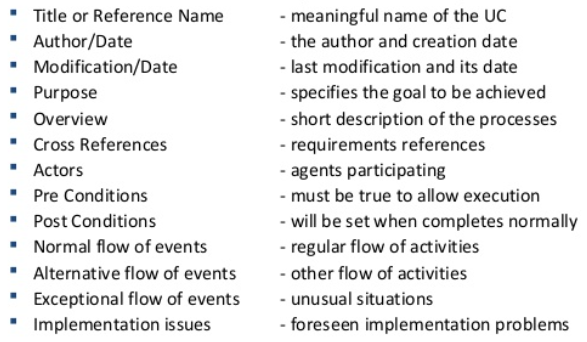 ▪ Title or Reference Name - meaningful name of the UC
▪ Author/Date - the author and creation date
▪ Modification/Date - last modification and its date
▪ Purpose - specifies the goal to be achieved
▪ Overview - short description of the processes
▪ Cross References - requirements references
▪ Actors - agents participating
▪ Pre Conditions - must be true to allow execution
▪ Post Conditions - will be set when completes normally
▪ Normal flow of events - regular flow of activities
▪ Alternative flow of events - other flow of activities
▪ Exceptional flow of events - unusual situations
▪ Implementation issues - foreseen implementation problems